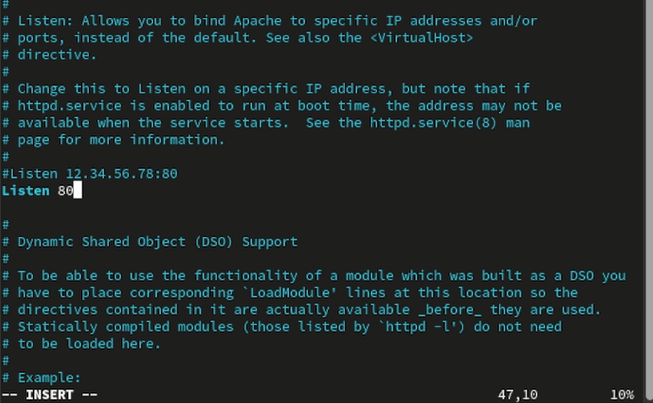 #
# Listen: Allows you to bind Apache to specific IP addresses and/or
# ports, instead of the default. See also the <VirtualHost>
# directive.
#
# Change this to Listen on a specific IP address, but note that if
# httpd.service is enabled to run at boot time, the address may not be
# available when the service starts.  See the httpd.service(8) man
# page for more information.
#
#Listen 12.34.56.78:80
Listen 80
#
# Dynamic Shared Object (DSO) Support
#
# To be able to use the functionality of a module which was built as a DSO you
# have to place corresponding `LoadModule' lines at this location so the
# directives contained in it are actually available _before_ they are used.
# Statically compiled modules (those listed by `httpd -l') do not need
# to be loaded here.
#
# Example:
-- INSERT -- 47,10 10%